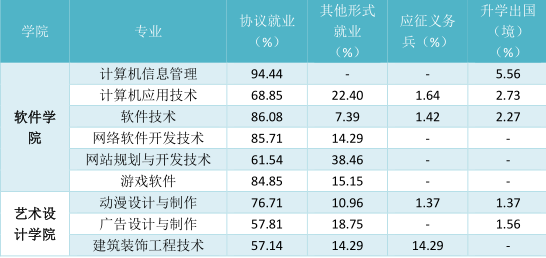 学院 专业 协议就业（%） 其他形式就业（%） 应征义务兵（%） 升学出国（境）（%）
软件学院 计算机信息管理 94.44 - - 5.56
计算机应用技术 68.85 22.40 1.64 2.73
软件技术 86.08 7.39 1.42 2.27
网络软件开发技术 85.71 14.29 - -
网站规划与开发技术 61.54 38.46 - -
游戏软件 84.85 15.15 - -
艺术设计学院 动漫设计与制作 76.71 10.96 1.37 1.37
广告设计与制作 57.81 18.75 - 1.56
建筑装饰工程技术 57.14 14.29 14.29 -